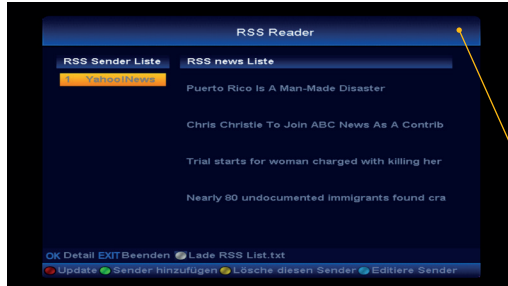 RSS Reader
RSS Sender Liste
RSS news Liste
1 Yahoo!News
Puerto Rico Is A Man-Made Disaster
Chris Christie To Join ABC News As A Contrib
Trial starts for woman charged with killing her
Nearly 80 undocumented immigrants found cra
OK Detail EXIT Beenden Lade RSS List.txt
Update Sender hinzufügen Lösche diesen Sender Editiere Sender